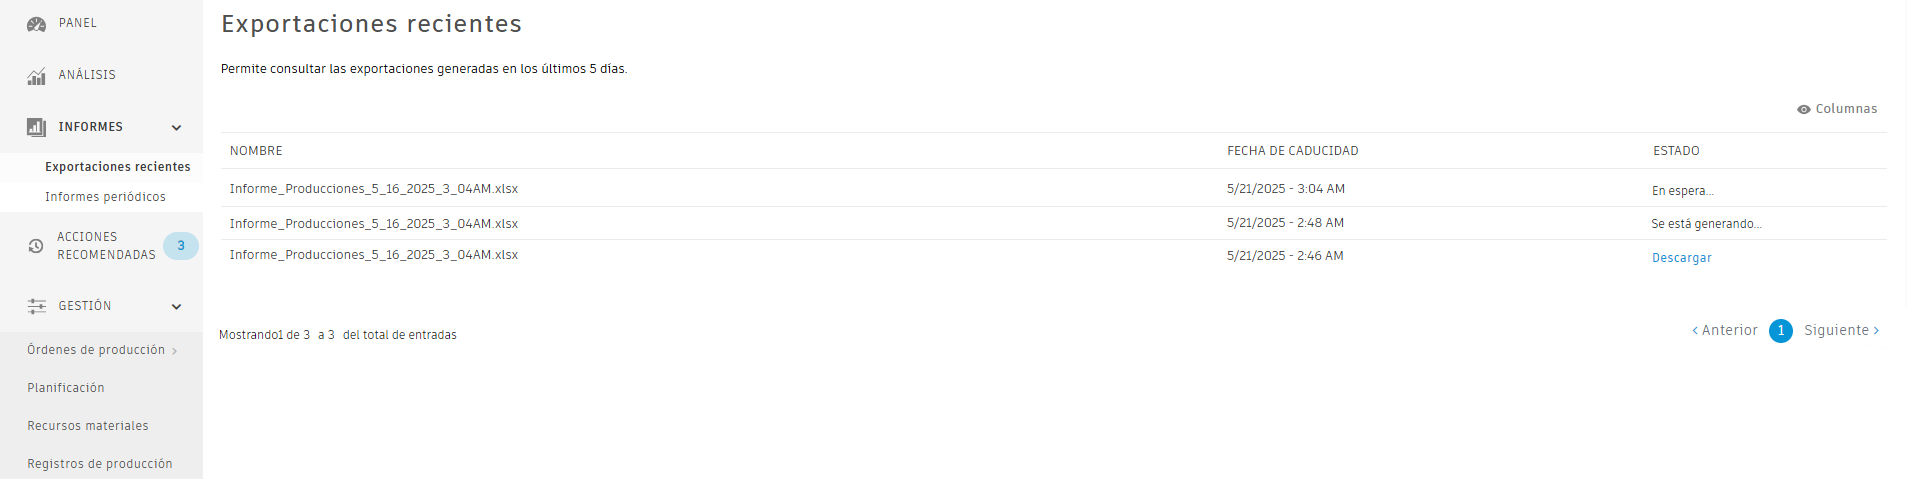 PANEL
ANÁLISIS
INFORMES
Exportaciones recientes
Informes periódicos
ACCIONES
RECOMENDADAS 3
GESTIÓN
Órdenes de producción >
Planificación
Recursos materiales
Registros de producción
Exportaciones recientes
Permite consultar las exportaciones generadas en los últimos 5 días.
Columnas
NOMBRE FECHA DE CADUCIDAD ESTADO
Informe_Producciones_5_16_2025_3_04AM.xlsx 5/21/2025 - 3:04 AM En espera...
Informe_Producciones_5_16_2025_3_04AM.xlsx 5/21/2025 - 2:48 AM Se está generando...
Informe_Producciones_5_16_2025_3_04AM.xlsx 5/21/2025 - 2:46 AM Descargar
Mostrando1 de 3 a 3 del total de entradas
< Anterior 1 Siguiente >